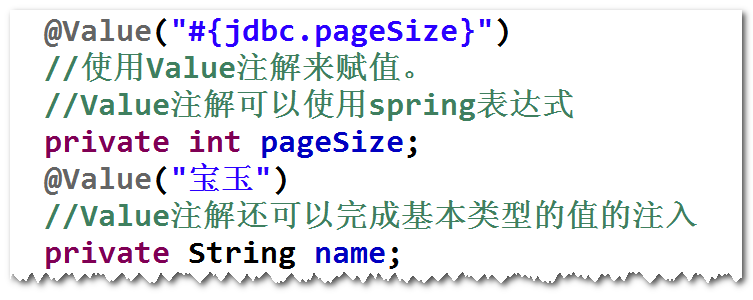 @Value("#{jdbc.pageSize}")
//使用Value注解来赋值。
//Value注解可以使用spring表达式
private int pageSize;
@Value("宝玉")
//Value注解还可以完成基本类型的值的注入
private String name;